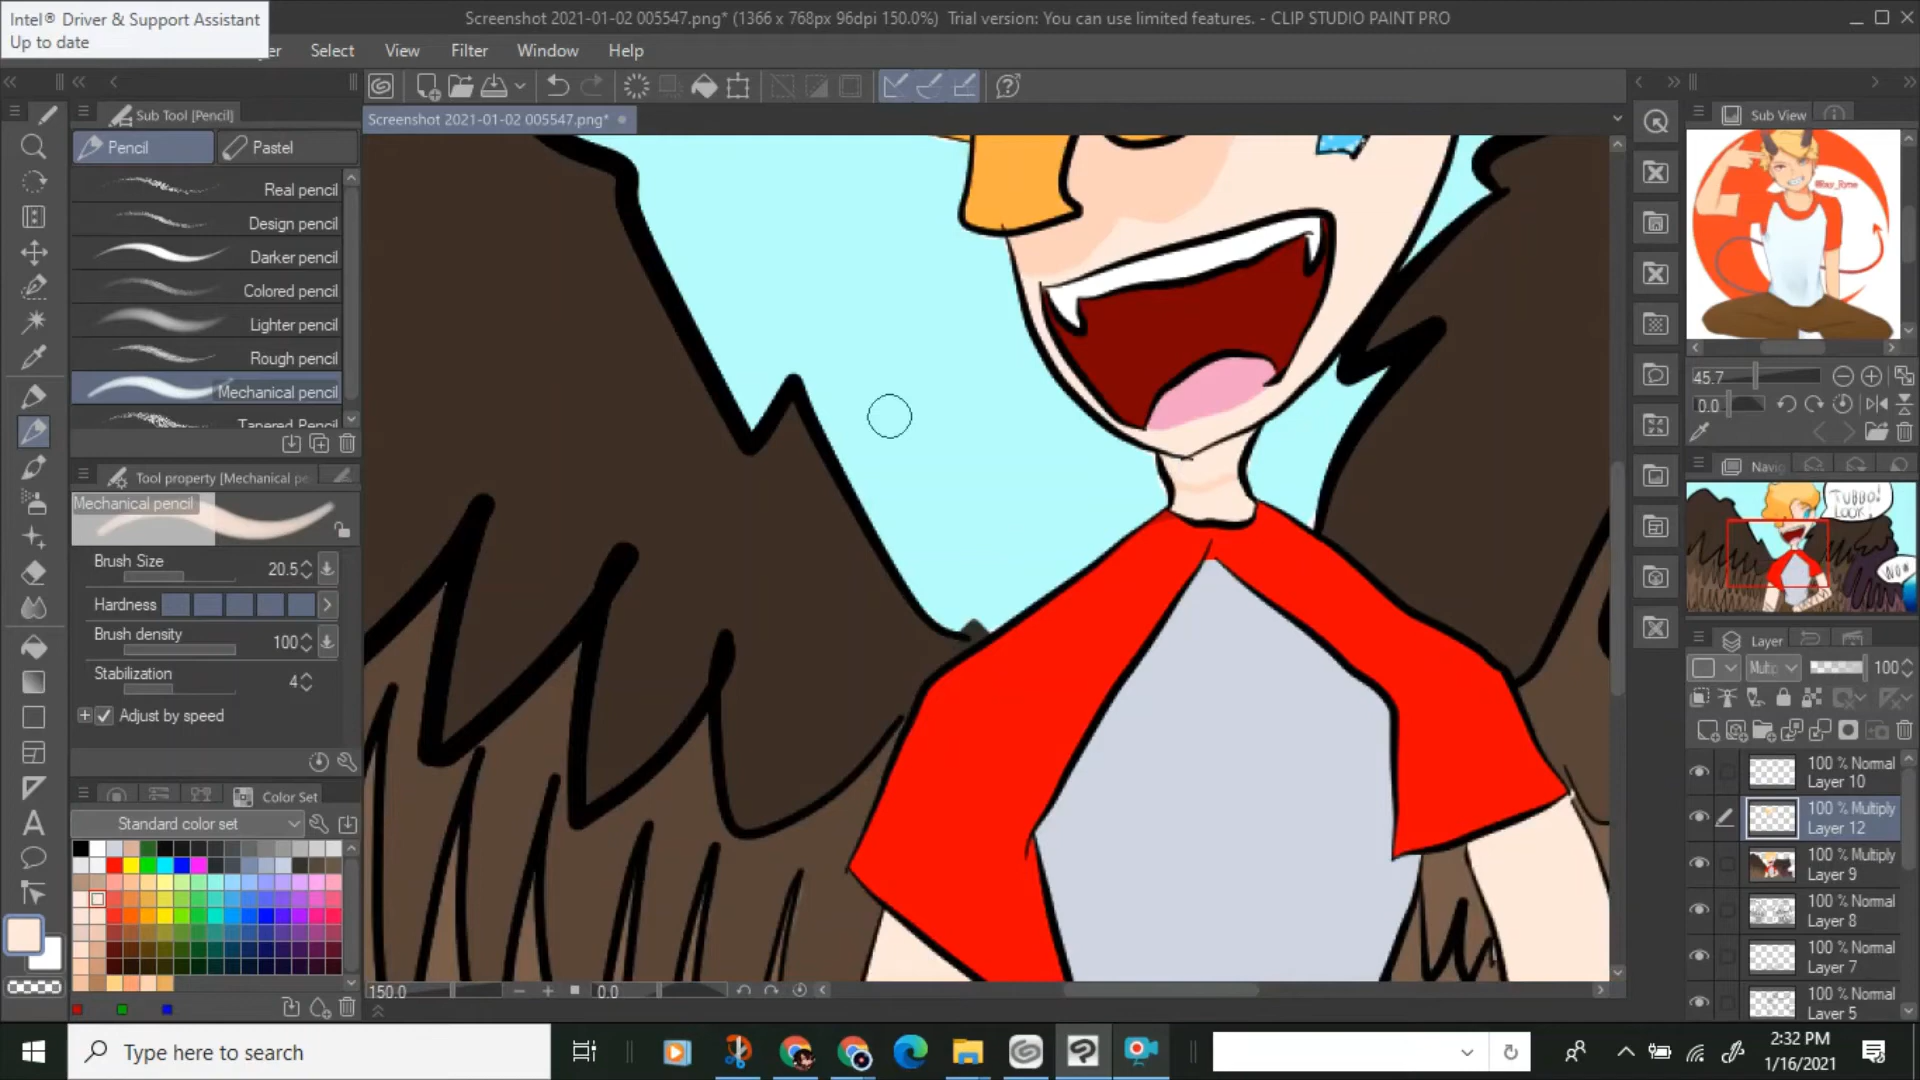 Intel® Driver & Support Assistant
Up to date
Screenshot 2021-01-02 005547.png* (1366 x 768px 96dpi 150.0%) Trial version: You can use limited features. - CLIP STUDIO PAINT PRO
er Select View Filter Window Help
Sub Tool [Pencil]
Pencil Pastel
Real pencil
Design pencil
Darker pencil
Colored pencil
Lighter pencil
Rough pencil
Mechanical pencil
Tapered Pencil
Tool property [Mechanical pe
Mechanical pencil
Brush Size 20.5
Hardness
Brush density 100
Stabilization 4
Adjust by speed
Color Set
Standard color set
Screenshot 2021-01-02 005547.png*
150.0 0.0
Sub View
45.7
0.0
Navig
TUBBO!
LOOK!
WOW
Layer
Multip 100
100 % Normal
Layer 10
100 % Multiply
Layer 12
100 % Multiply
Layer 9
100 % Normal
Layer 8
100 % Normal
Layer 7
100 % Normal
Layer 5
Type here to search
2:32 PM
1/16/2021